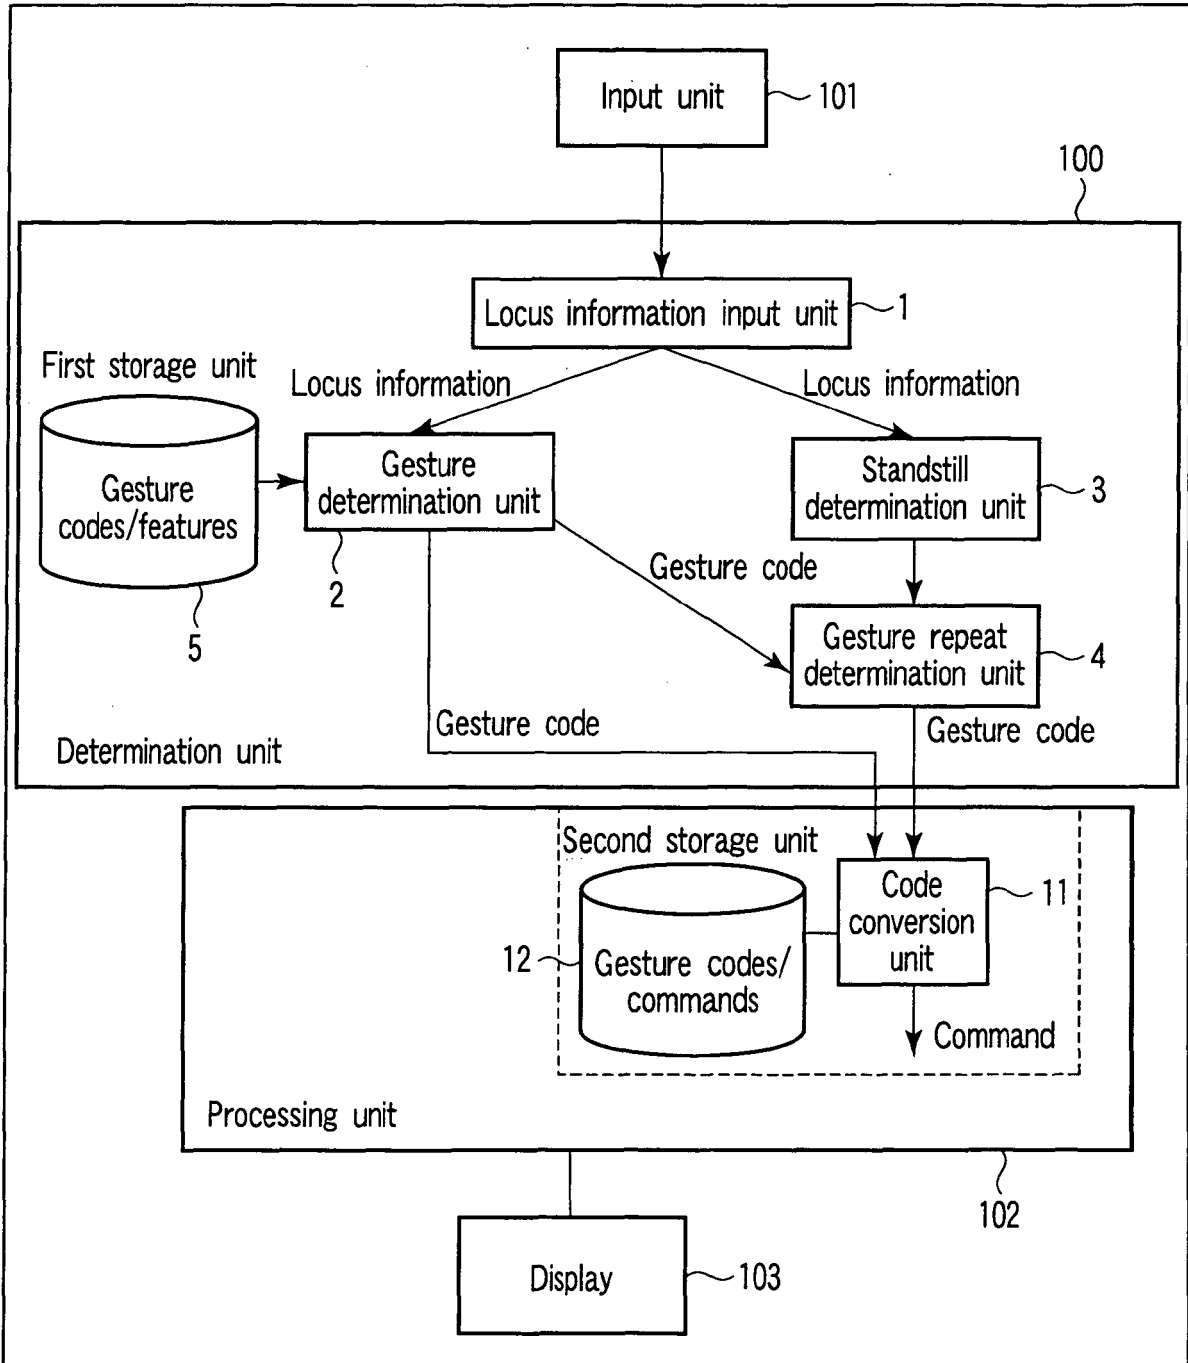 Input unit
101
100
Locus information input unit
1
First storage unit
Locus information
Locus information
Gesture
codes/features
5
Gesture
determination unit
2
Standstill
determination unit
3
Gesture code
Gesture repeat
determination unit
4
Gesture code
Gesture code
Determination unit
Second storage unit
Code
conversion
unit
11
12
Gesture codes/
commands
Command
Processing unit
102
Display
103